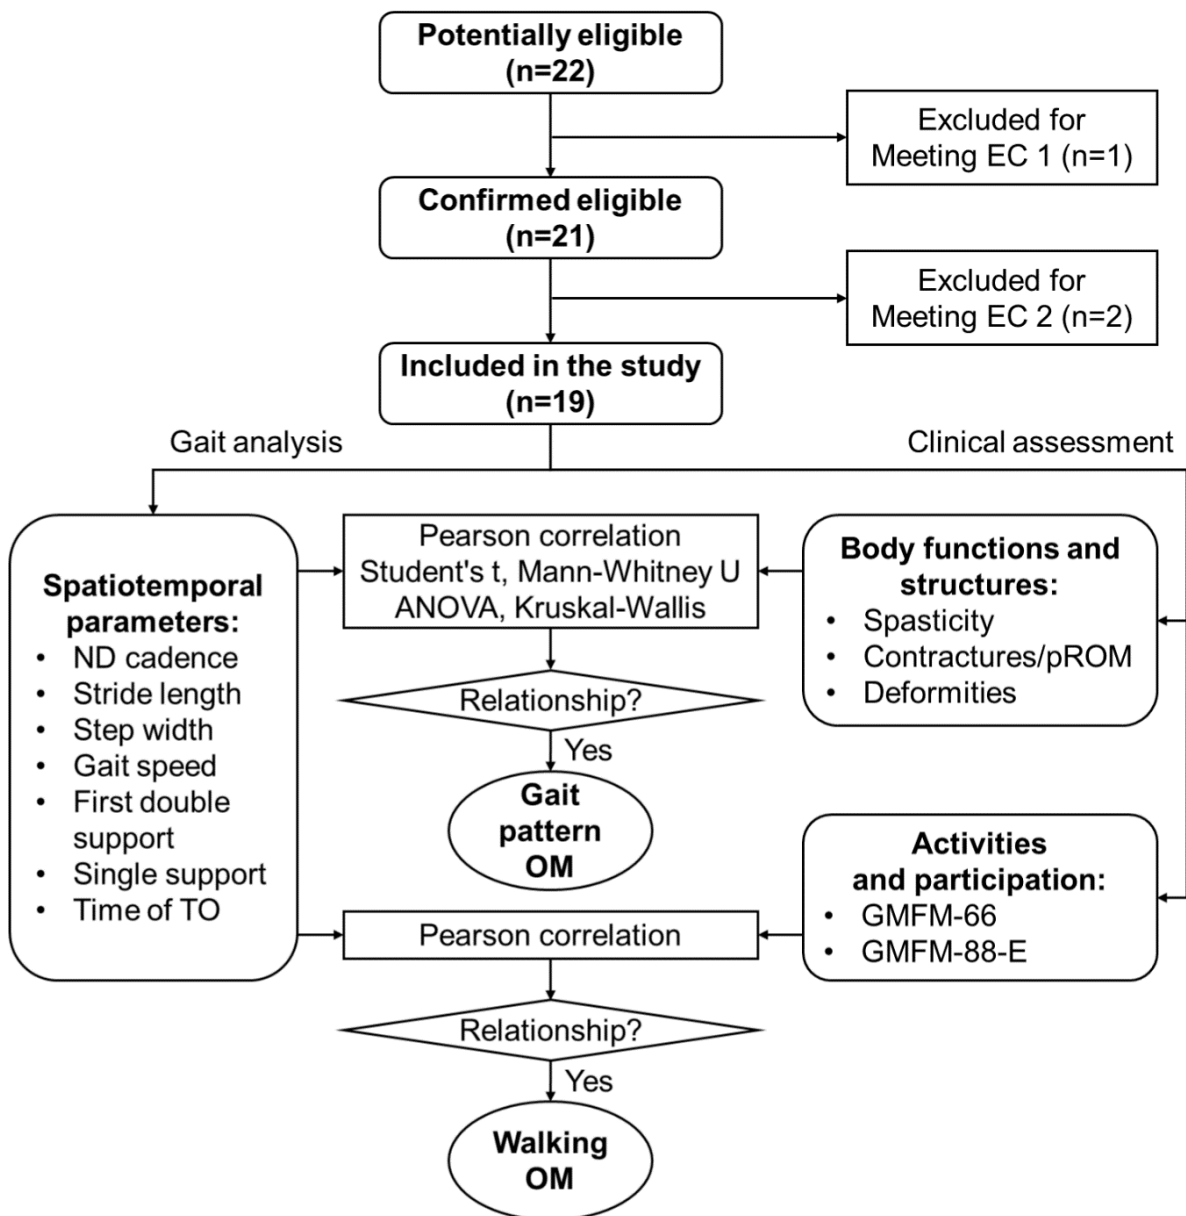 Potentially eligible
(n=22)
Excluded for
Meeting EC 1 (n=1)
Confirmed eligible
(n=21)
Excluded for
Meeting EC 2 (n=2)
Included in the study
(n=19)
Gait analysis
Clinical assessment
Spatiotemporal
parameters:
• ND cadence
• Stride length
• Step width
• Gait speed
• First double
support
• Single support
• Time of TO
Pearson correlation
Student's t, Mann-Whitney U
ANOVA, Kruskal-Wallis
Relationship?
Yes
Gait
pattern
OM
Body functions and
structures:
• Spasticity
• Contractures/pROM
• Deformities
Activities
and participation:
• GMFM-66
• GMFM-88-E
Pearson correlation
Relationship?
Yes
Walking
OM